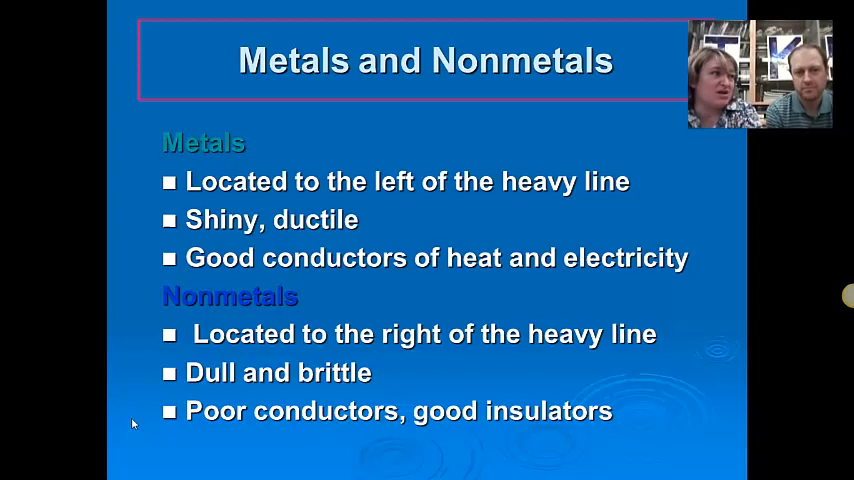 Metals and Nonmetals
Metals
Located to the left of the heavy line
Shiny, ductile
Good conductors of heat and electricity
Nonmetals
Located to the right of the heavy line
Dull and brittle
Poor conductors, good insulators